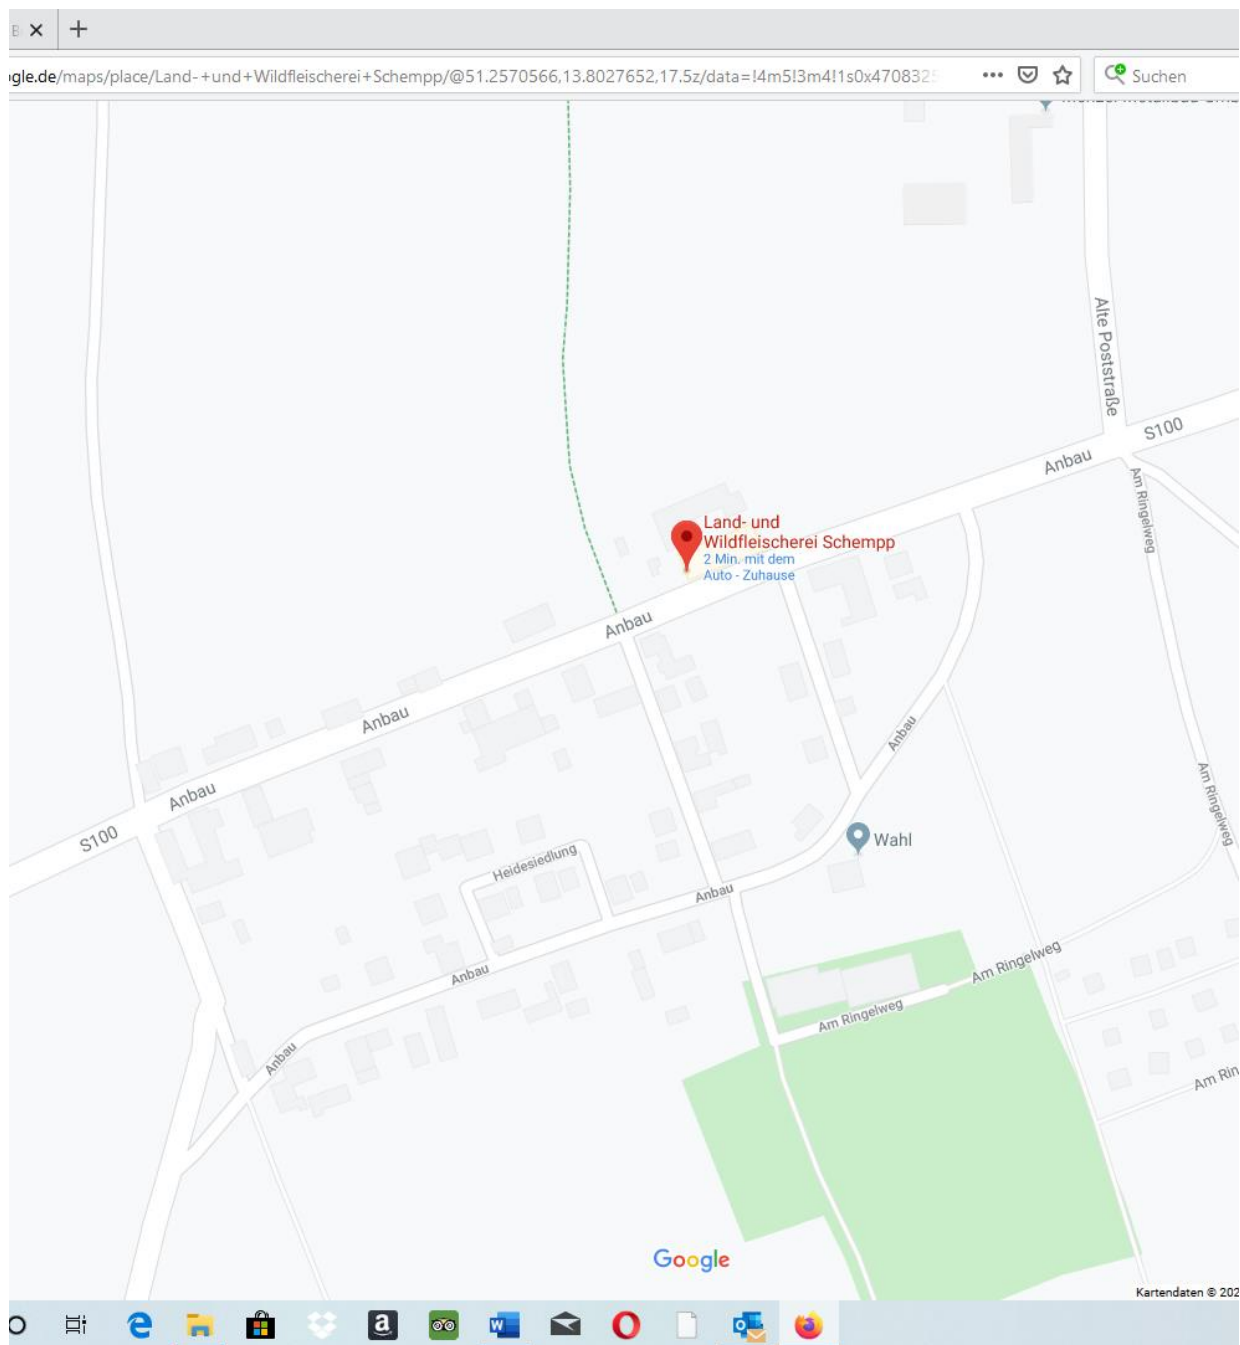 ogle.de/maps/place/Land-+und+Wildfleischerei+Schempp/@51.2570566,13.8027652,17.5z/data=!4m5!3m4!1s0x470832
Suchen
Alte Poststraße
S100
Anbau
Am Ringelweg
Land- und
Wildfleischerei Schempp
2 Min. mit dem
Auto - Zuhause
Anbau
Anbau
Anbau
Anbau
S100
Am Ringelweg
Wahl
Heidesiedlung
Anbau
Anbau
Am Ringelweg
Am Ringelweg
Anbau
Am Rin
Google
Kartendaten © 202
a
W